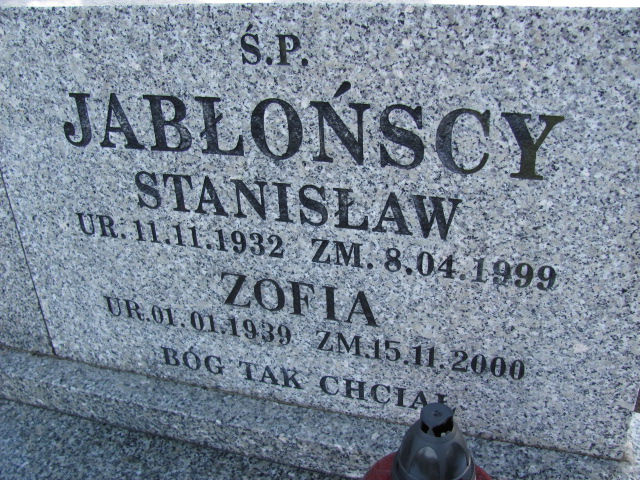 Ś.P.
JABŁOŃSCY
STANISŁAW
UR. 11.11.1932 ZM. 8.04.1999
ZOFIA
UR.01.01.1939 ZM.15.11.2000
BÓG TAK CHCIAŁ